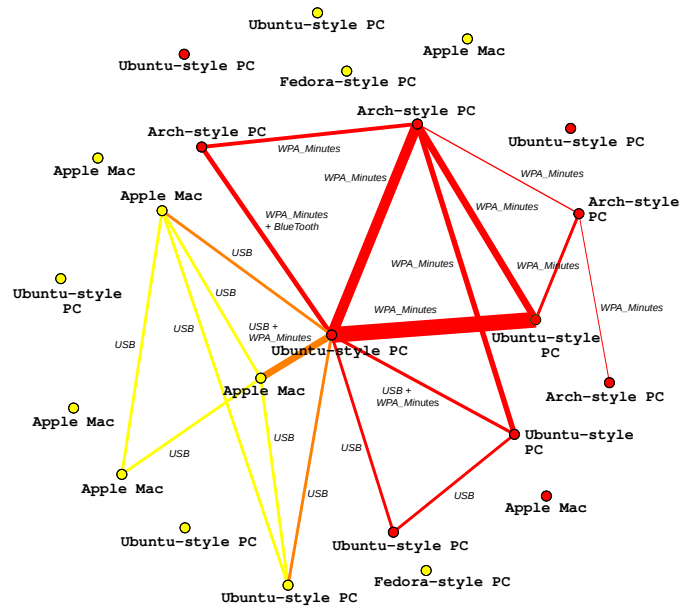 Ubuntu-style PC
Apple Mac
Ubuntu-style PC
Fedora-style PC
Arch-style PC
Arch-style PC
Ubuntu-style PC
WPA_Minutes
Apple Mac
WPA_Minutes
WPA_Minutes
Apple Mac
Arch-style
PC
WPA_Minutes
WPA_Minutes
+ BlueTooth
USB
WPA_Minutes
WPA_Minutes
Ubuntu-style
PC
USB
WPA_Minutes
WPA_Minutes
USB
USB
USB +
WPA_Minutes
Ubuntu-style
PC
Ubuntu-style PC
Apple Mac
USB +
WPA_Minutes
Arch-style PC
Apple Mac
Ubuntu-style
PC
USB
USB
USB
USB
Apple Mac
USB
Apple Mac
Ubuntu-style PC
Ubuntu-style PC
Fedora-style PC
Ubuntu-style PC